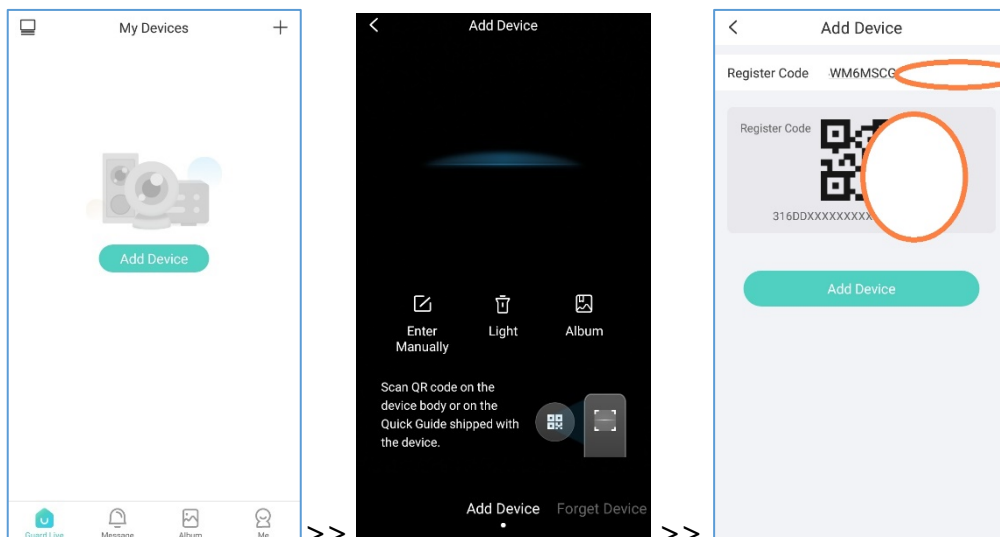 My Devices
Add Device
Guard Live
Message
Album
Me
>>
Add Device
Enter
Manually
Light
Album
Scan QR code on the
device body or on the
Quick Guide shipped with
the device.
Add Device
Forget Device
>>
Add Device
Register Code
WM6MSCG
Register Code
316DDXXXXXXXXX
Add Device